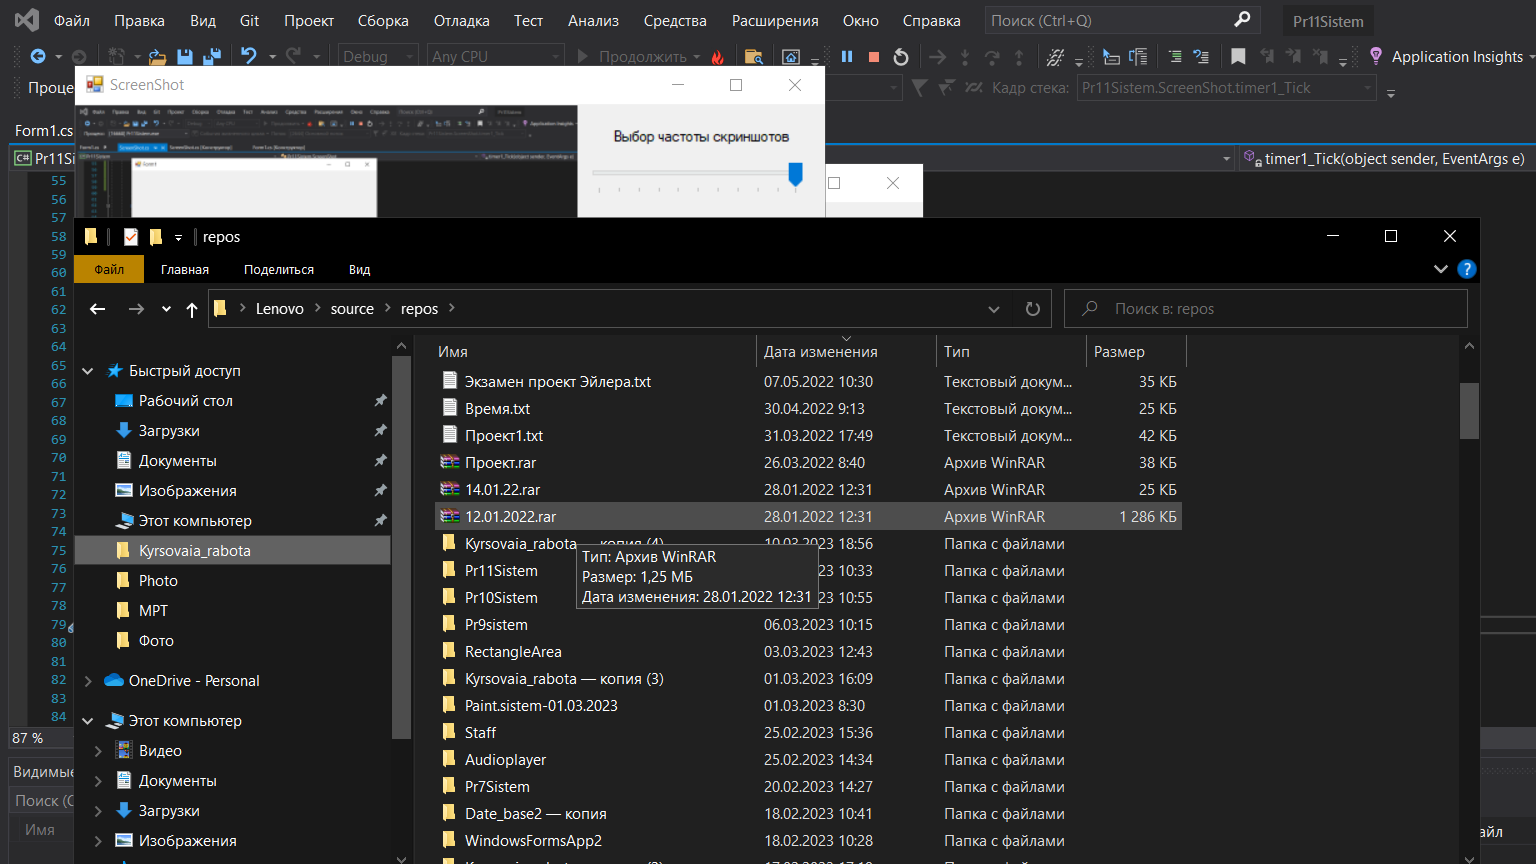 Файл Правка Вид Git Проект Сборка Отладка Тест Анализ Средства Расширения Окно Справка Поиск (Ctrl+Q) Pr11Sistem
Debug Any CPU Продолжить Application Insights
Проце Кадр стека: Pr11Sistem.ScreenShot.timer1_Tick
ScreenShot
Выбор частоты скриншотов
Form1.cs
C# Pr11Si timer1_Tick(object sender, EventArgs e)
55
56
57
58
59
60
61
62
63
64
65
66
67
68
69
70
71
72
73
74
75
76
77
78
79
80
81
82
83
84
87 %
Видимые
Поиск (C
Имя
айл
repos
Файл Главная Поделиться Вид
Lenovo source repos Поиск в: repos
Быстрый доступ
Рабочий стол
Загрузки
Документы
Изображения
Этот компьютер
Kyrsovaia_rabota
Photo
МРТ
Фото
OneDrive - Personal
Этот компьютер
Видео
Документы
Загрузки
Изображения
Имя Дата изменения Тип Размер
Экзамен проект Эйлера.txt 07.05.2022 10:30 Текстовый докум... 35 КБ
Время.txt 30.04.2022 9:13 Текстовый докум... 25 КБ
Проект1.txt 31.03.2022 17:49 Текстовый докум... 42 КБ
Проект.rar 26.03.2022 8:40 Архив WinRAR 38 КБ
14.01.22.rar 28.01.2022 12:31 Архив WinRAR 25 КБ
12.01.2022.rar 28.01.2022 12:31 Архив WinRAR 1 286 КБ
Kyrsovaia_rabota — копия (4) 10.03.2023 18:56 Папка с файлами
Pr11Sistem 23 10:33 Папка с файлами
Pr10Sistem 23 10:55 Папка с файлами
Тип: Архив WinRAR
Размер: 1,25 МБ
Дата изменения: 28.01.2022 12:31
Pr9sistem 06.03.2023 10:15 Папка с файлами
RectangleArea 03.03.2023 12:43 Папка с файлами
Kyrsovaia_rabota — копия (3) 01.03.2023 16:09 Папка с файлами
Paint.sistem-01.03.2023 01.03.2023 8:30 Папка с файлами
Staff 25.02.2023 15:36 Папка с файлами
Audioplayer 25.02.2023 14:34 Папка с файлами
Pr7Sistem 20.02.2023 14:27 Папка с файлами
Date_base2 — копия 18.02.2023 10:41 Папка с файлами
WindowsFormsApp2 18.02.2023 10:28 Папка с файлами